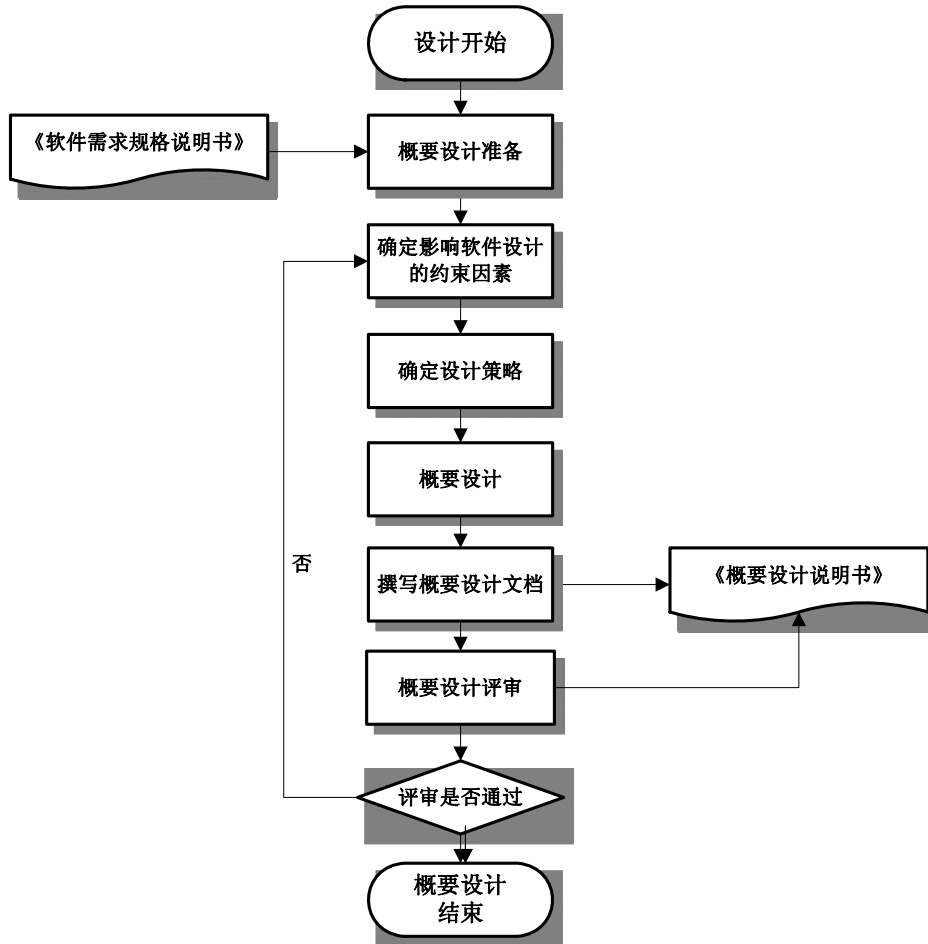 设计开始
《软件需求规格说明书》
概要设计准备
确定影响软件设计
的约束因素
确定设计策略
概要设计
否
撰写概要设计文档
《概要设计说明书》
概要设计评审
评审是否通过
概要设计
结束